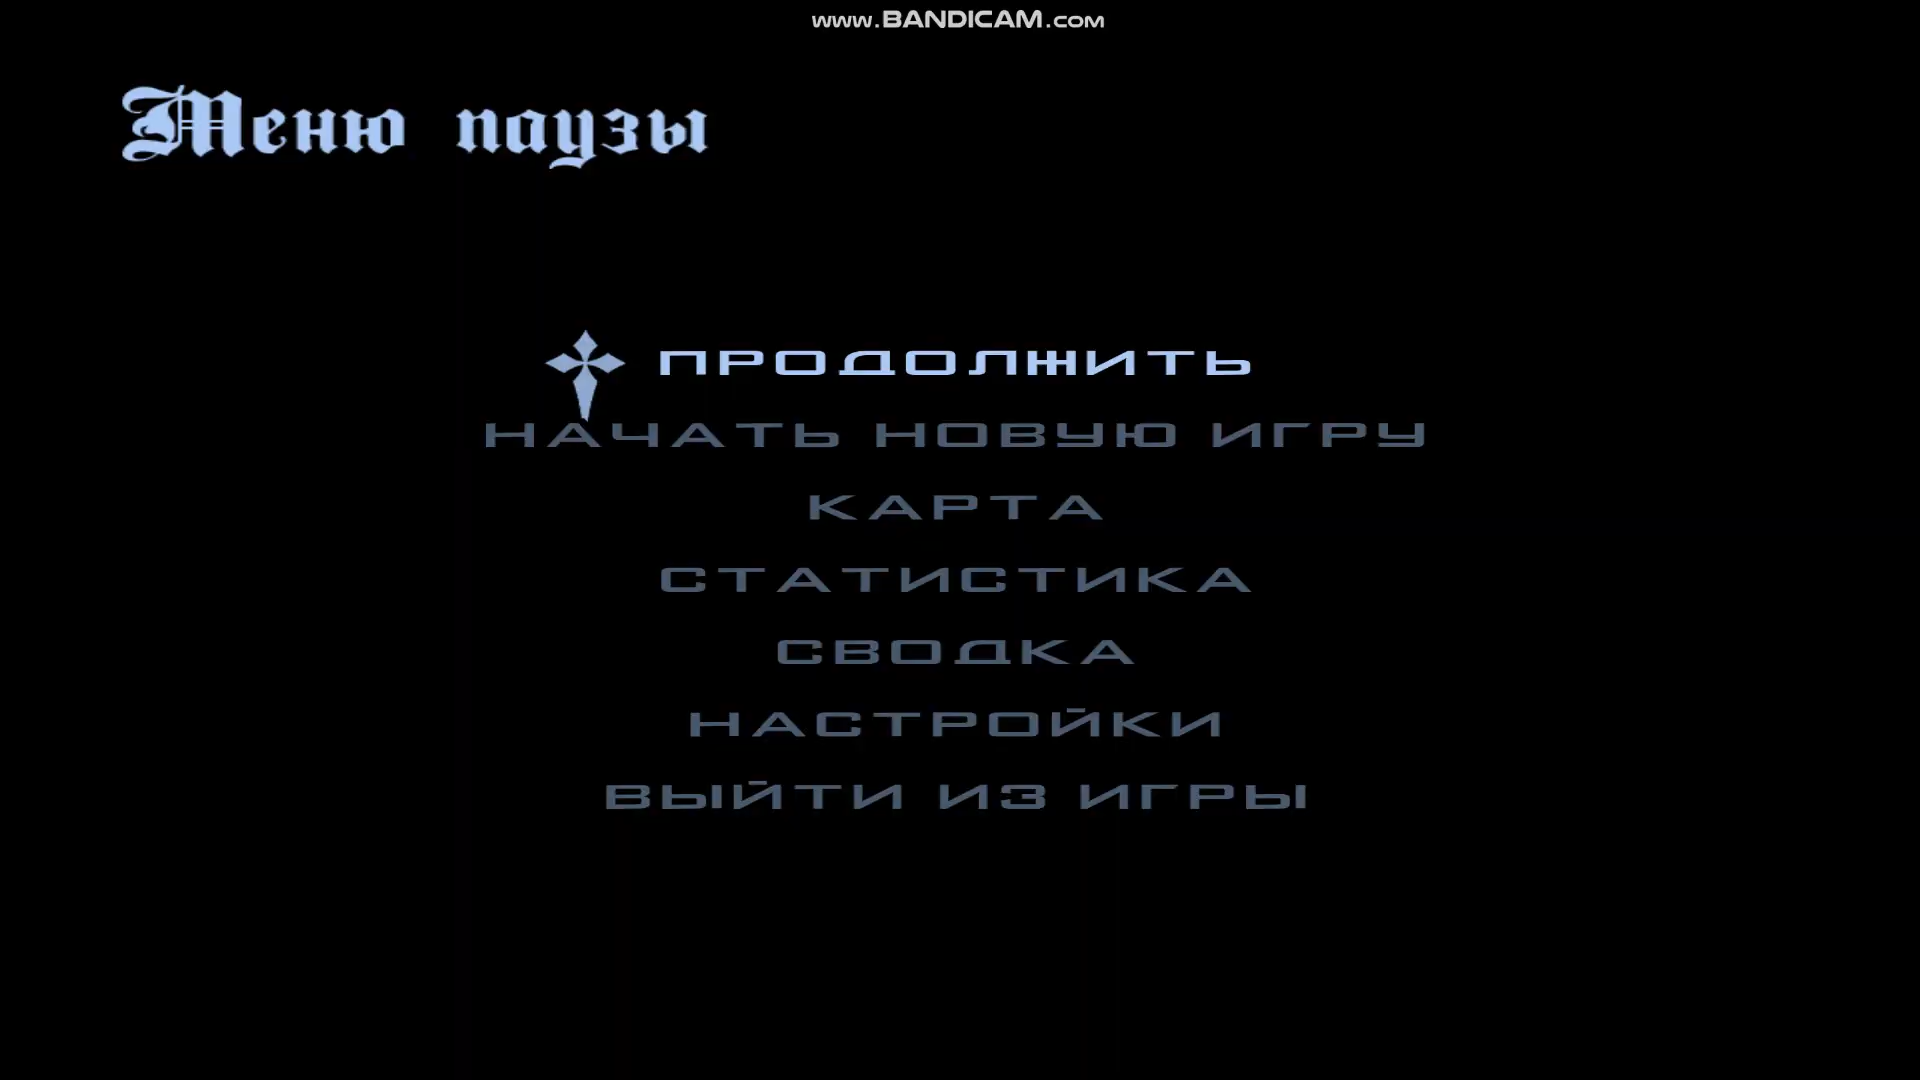 www.BANDICAM.com
Меню паузы
ПРОДОЛЖИТЬ
НАЧАТЬ НОВУЮ ИГРУ
КАРТА
СТАТИСТИКА
СВОДКА
НАСТРОЙКИ
ВЫЙТИ ИЗ ИГРЫ